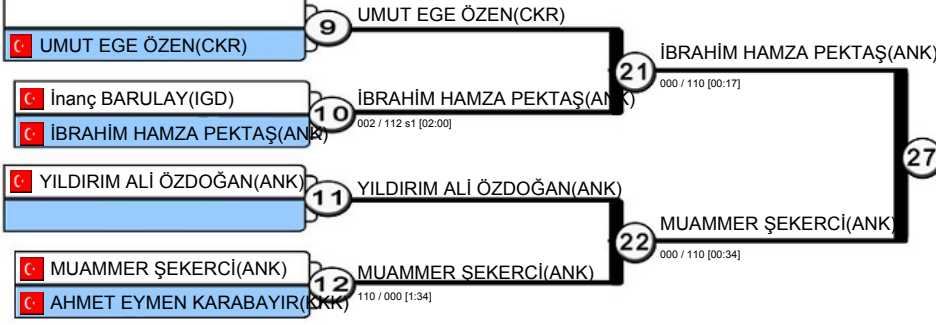 UMUT EGE ÖZEN(CKR)
9
UMUT EGE ÖZEN(CKR)
21
İBRAHİM HAMZA PEKTAŞ(ANK)
000 / 110 [00:17]
İnanç BARULAY(IGD)
10
İBRAHİM HAMZA PEKTAŞ(ANK)
002 / 112 s1 [02:00]
İBRAHİM HAMZA PEKTAŞ(ANK)
27
YILDIRIM ALİ ÖZDOĞAN(ANK)
11
YILDIRIM ALİ ÖZDOĞAN(ANK)
22
MUAMMER ŞEKERCİ(ANK)
000 / 110 [00:34]
MUAMMER ŞEKERCİ(ANK)
12
MUAMMER ŞEKERCİ(ANK)
110 / 000 [1:34]
AHMET EYMEN KARABAYIR(KKK)